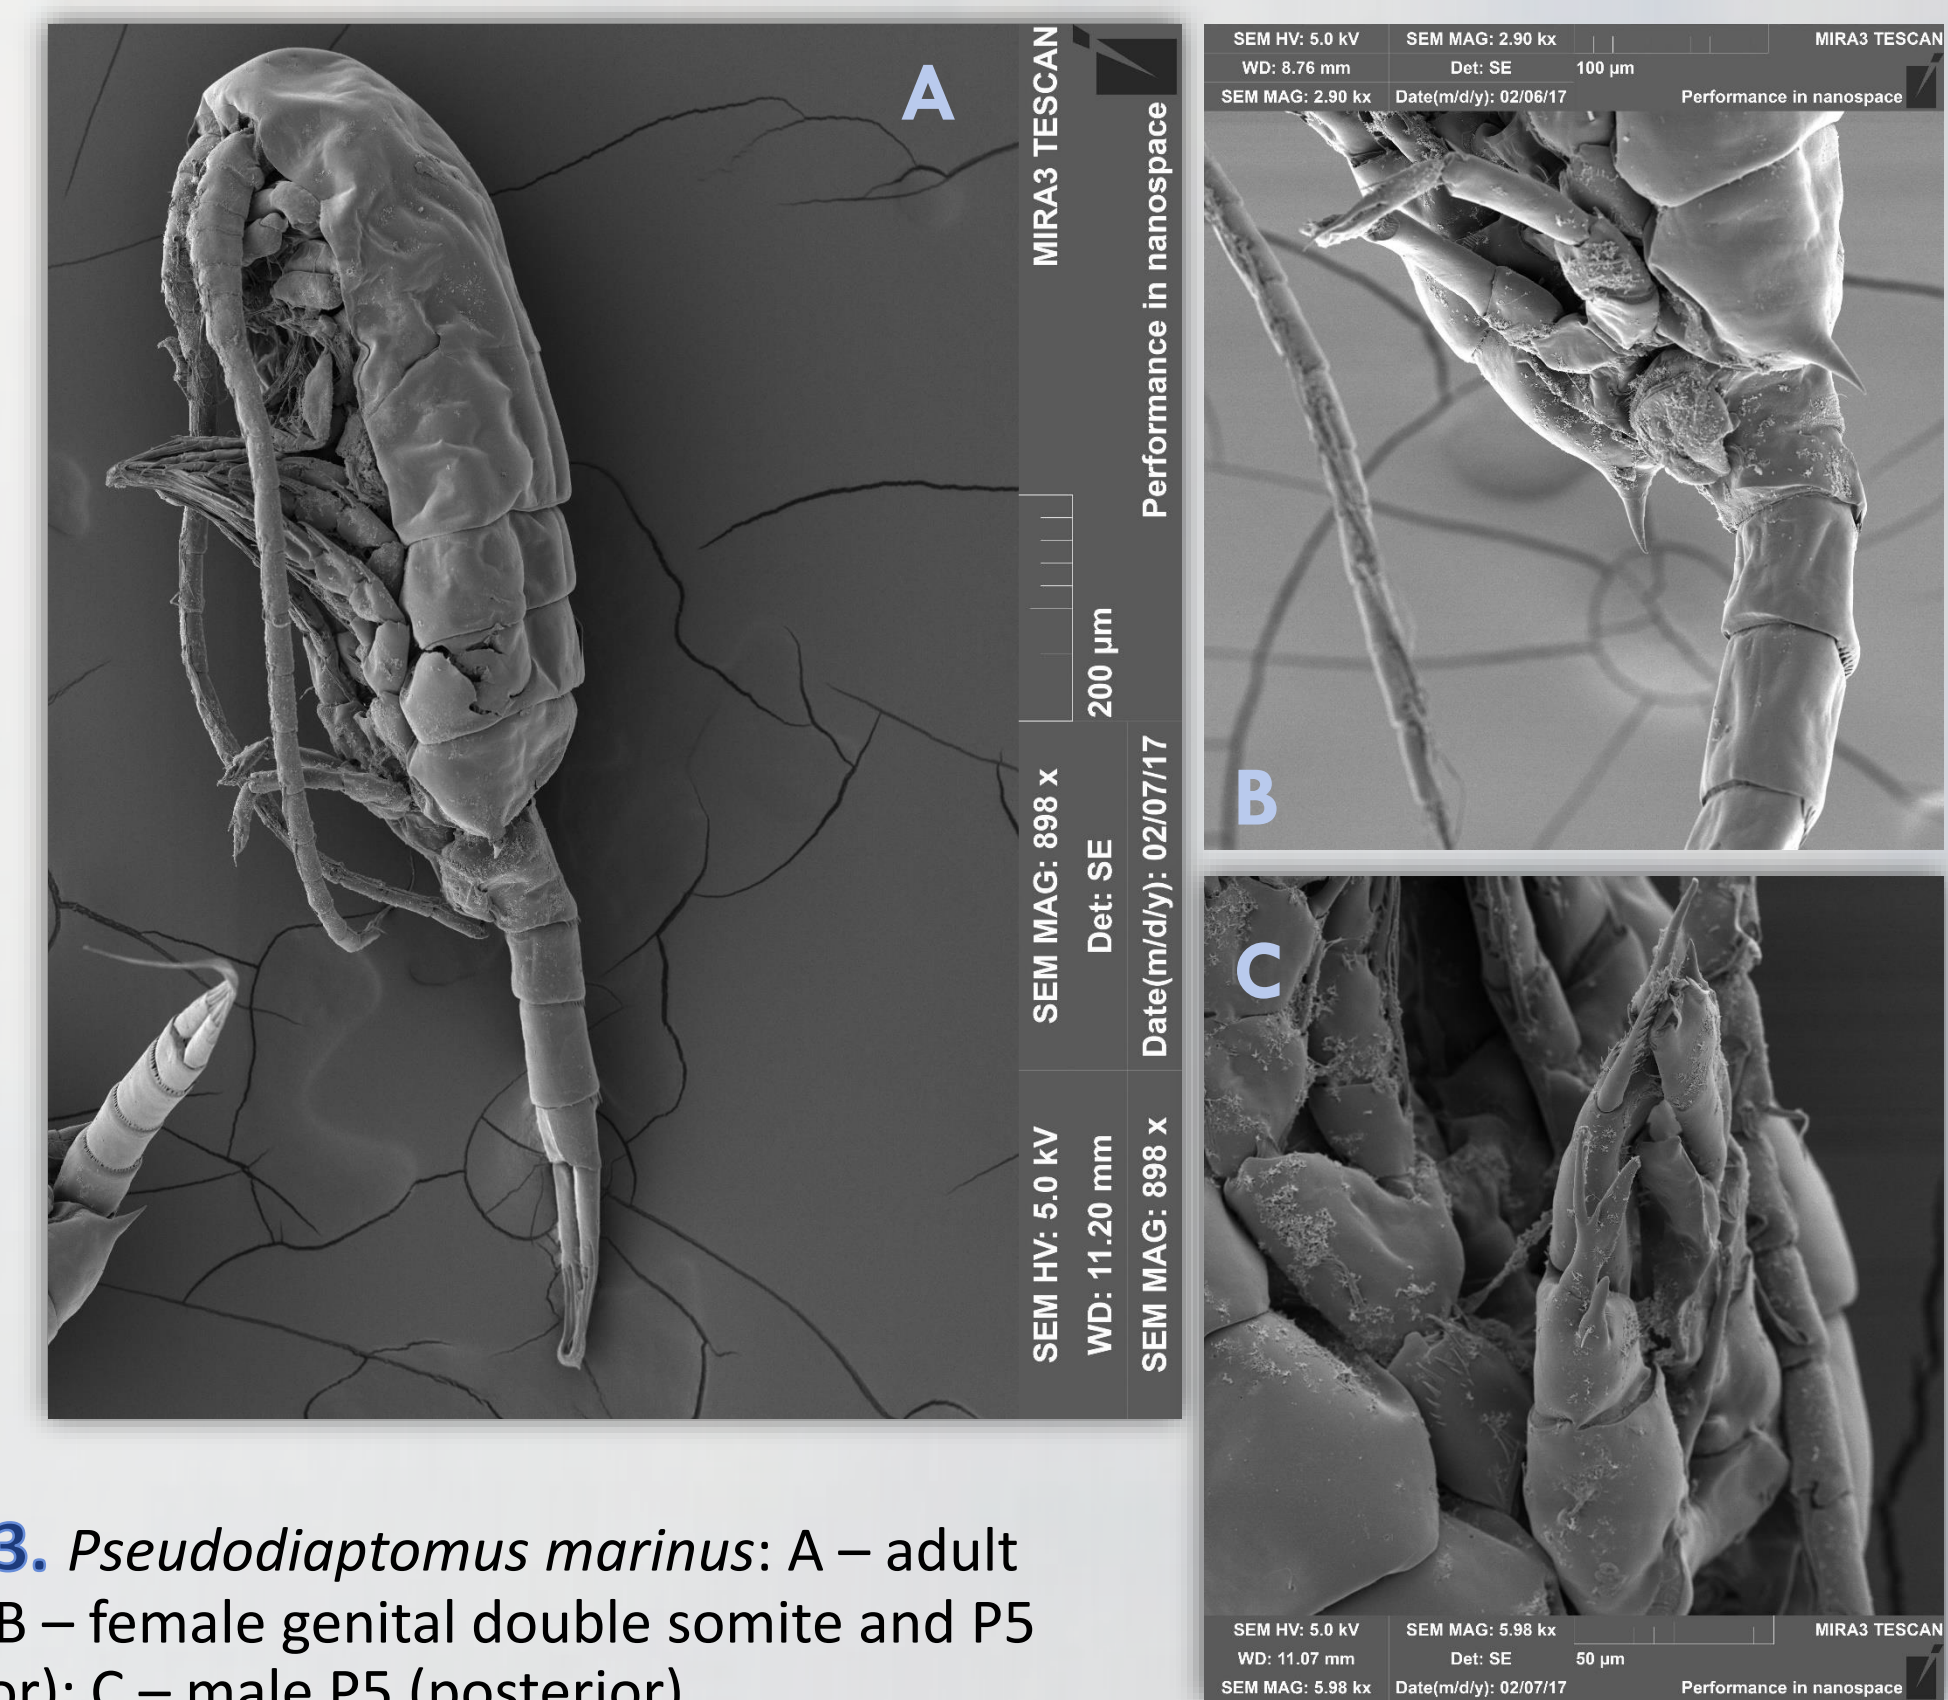 A
MIRA3 TESCAN
Performance in nanospace
200 µm
SEM MAG: 898 x
Det: SE
Date(m/d/y): 02/07/17
SEM HV: 5.0 kV
WD: 11.20 mm
SEM MAG: 898 x
SEM HV: 5.0 kV SEM MAG: 2.90 kx MIRA3 TESCAN
WD: 8.76 mm Det: SE 100 µm
SEM MAG: 2.90 kx Date(m/d/y): 02/06/17 Performance in nanospace
B
C
SEM HV: 5.0 kV SEM MAG: 5.98 kx MIRA3 TESCAN
WD: 11.07 mm Det: SE 50 µm
SEM MAG: 5.98 kx Date(m/d/y): 02/07/17 Performance in nanospace
3. Pseudodiaptomus marinus: A – adult
B – female genital double somite and P5
or); C – male P5 (posterior)